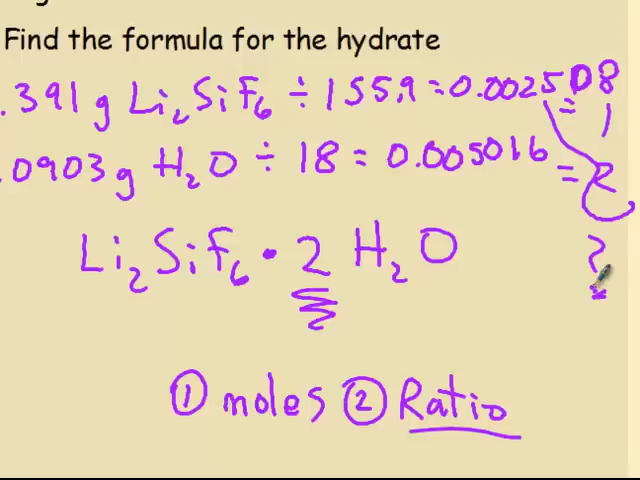 Find the formula for the hydrate
.391 g Li₂SiF₆ ÷ 155.9 = 0.002508
= 1
.0903 g H₂O ÷ 18 = 0.005016
= 2
Li₂SiF₆ • 2 H₂O
?
① moles ② Ratio